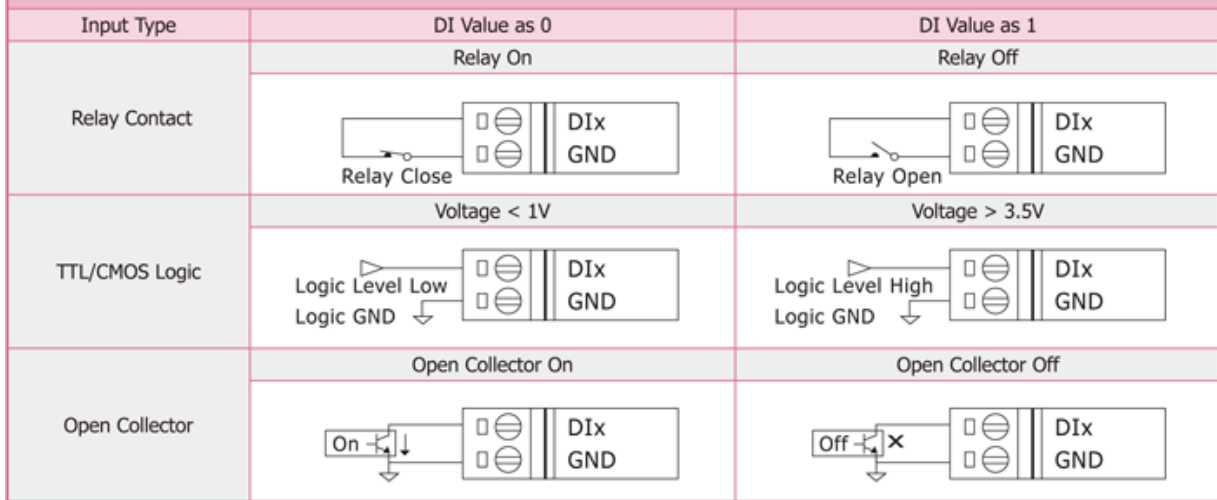 Input Type
DI Value as 0
DI Value as 1
Relay Contact
Relay On
Relay Off
DIx
GND
Relay Close
DIx
GND
Relay Open
TTL/CMOS Logic
Voltage < 1V
Voltage > 3.5V
DIx
Logic Level Low
GND
Logic GND
DIx
Logic Level High
GND
Logic GND
Open Collector
Open Collector On
Open Collector Off
On
DIx
GND
Off
DIx
GND